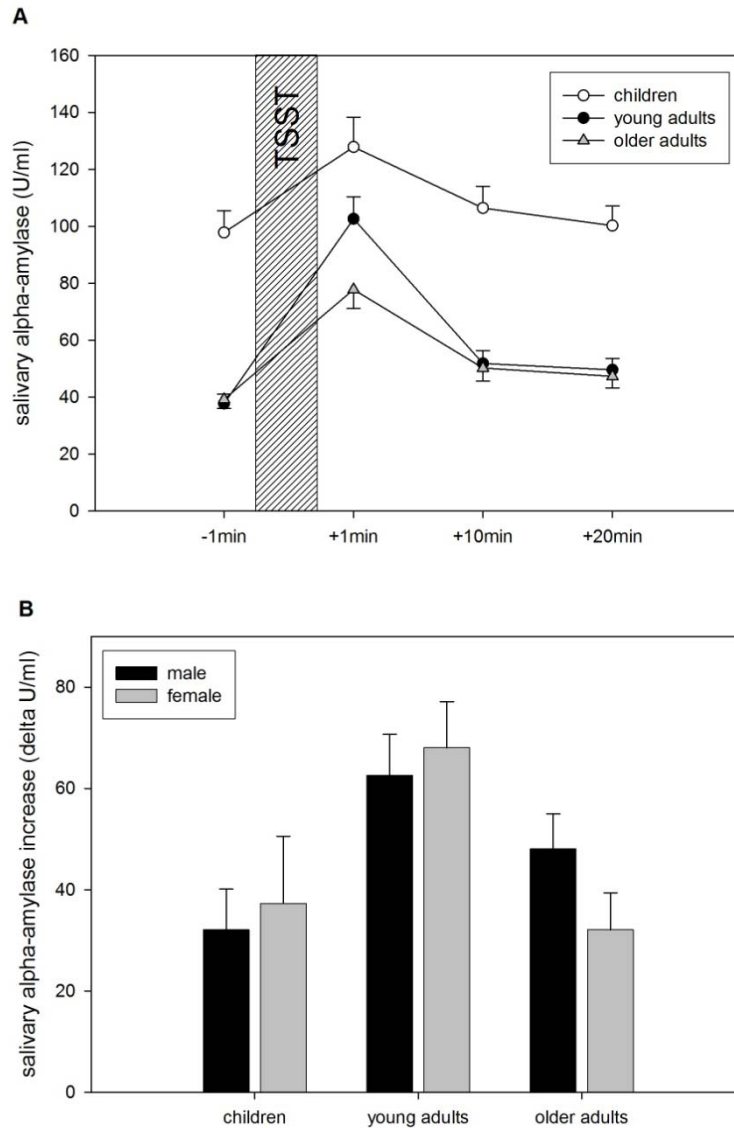 A
salivary alpha-amylase (U/ml)
160
140
120
100
80
60
40
20
0
TSST
children
young adults
older adults
-1min
+1min
+10min
+20min
B
salivary alpha-amylase increase (delta U/ml)
80
60
40
20
0
male
female
children
young adults
older adults